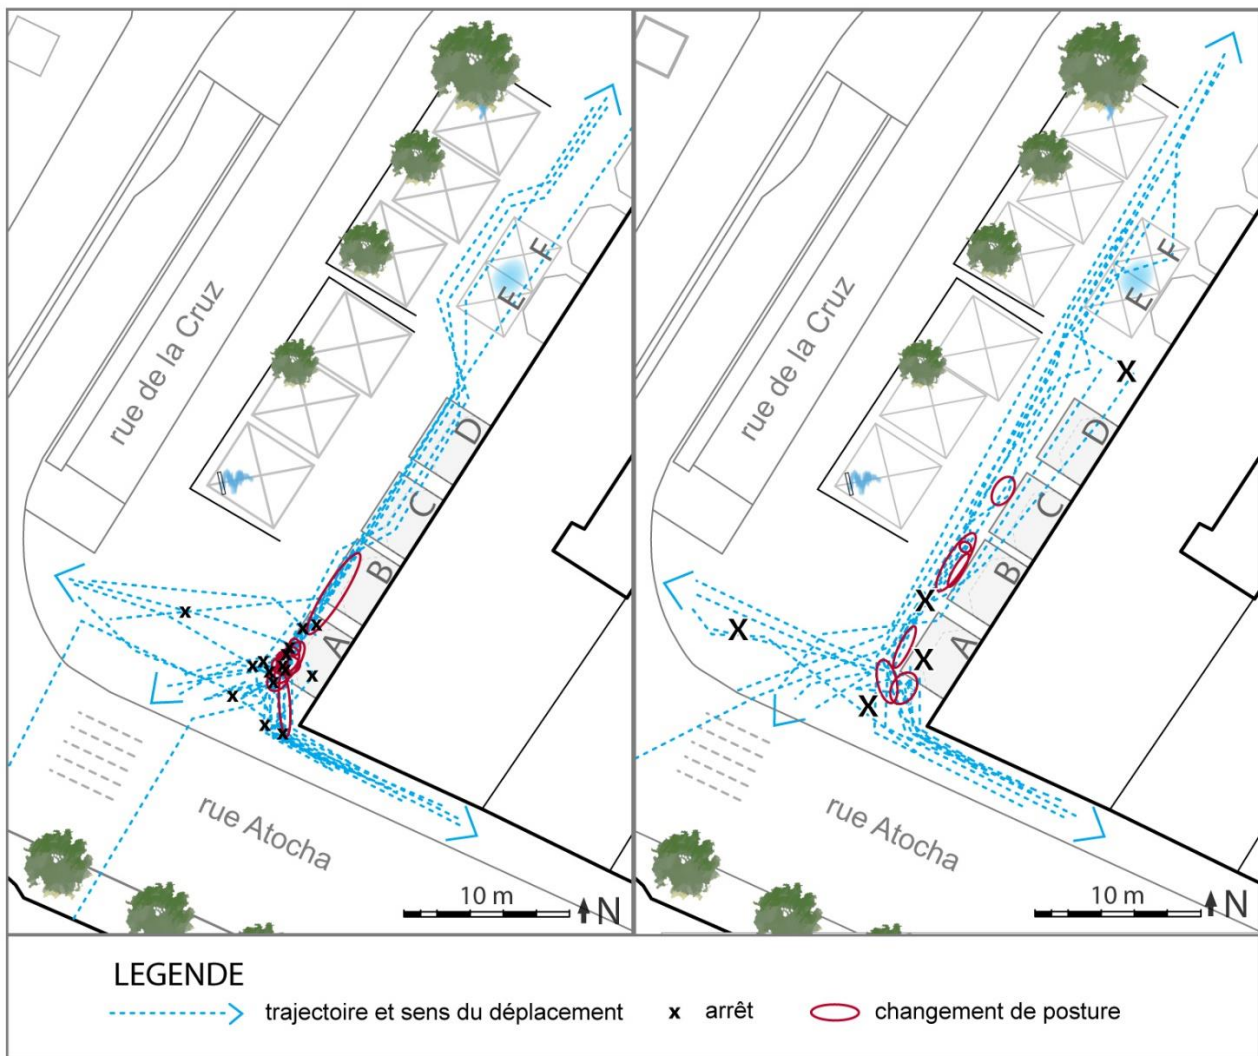 rue de la Cruz
F
E
D
C
B
A
rue Atocha
10 m
N
rue de la Cruz
F
E
D
C
B
A
rue Atocha
10 m
N
LEGENDE
trajectoire et sens du déplacement
x arrêt
changement de posture